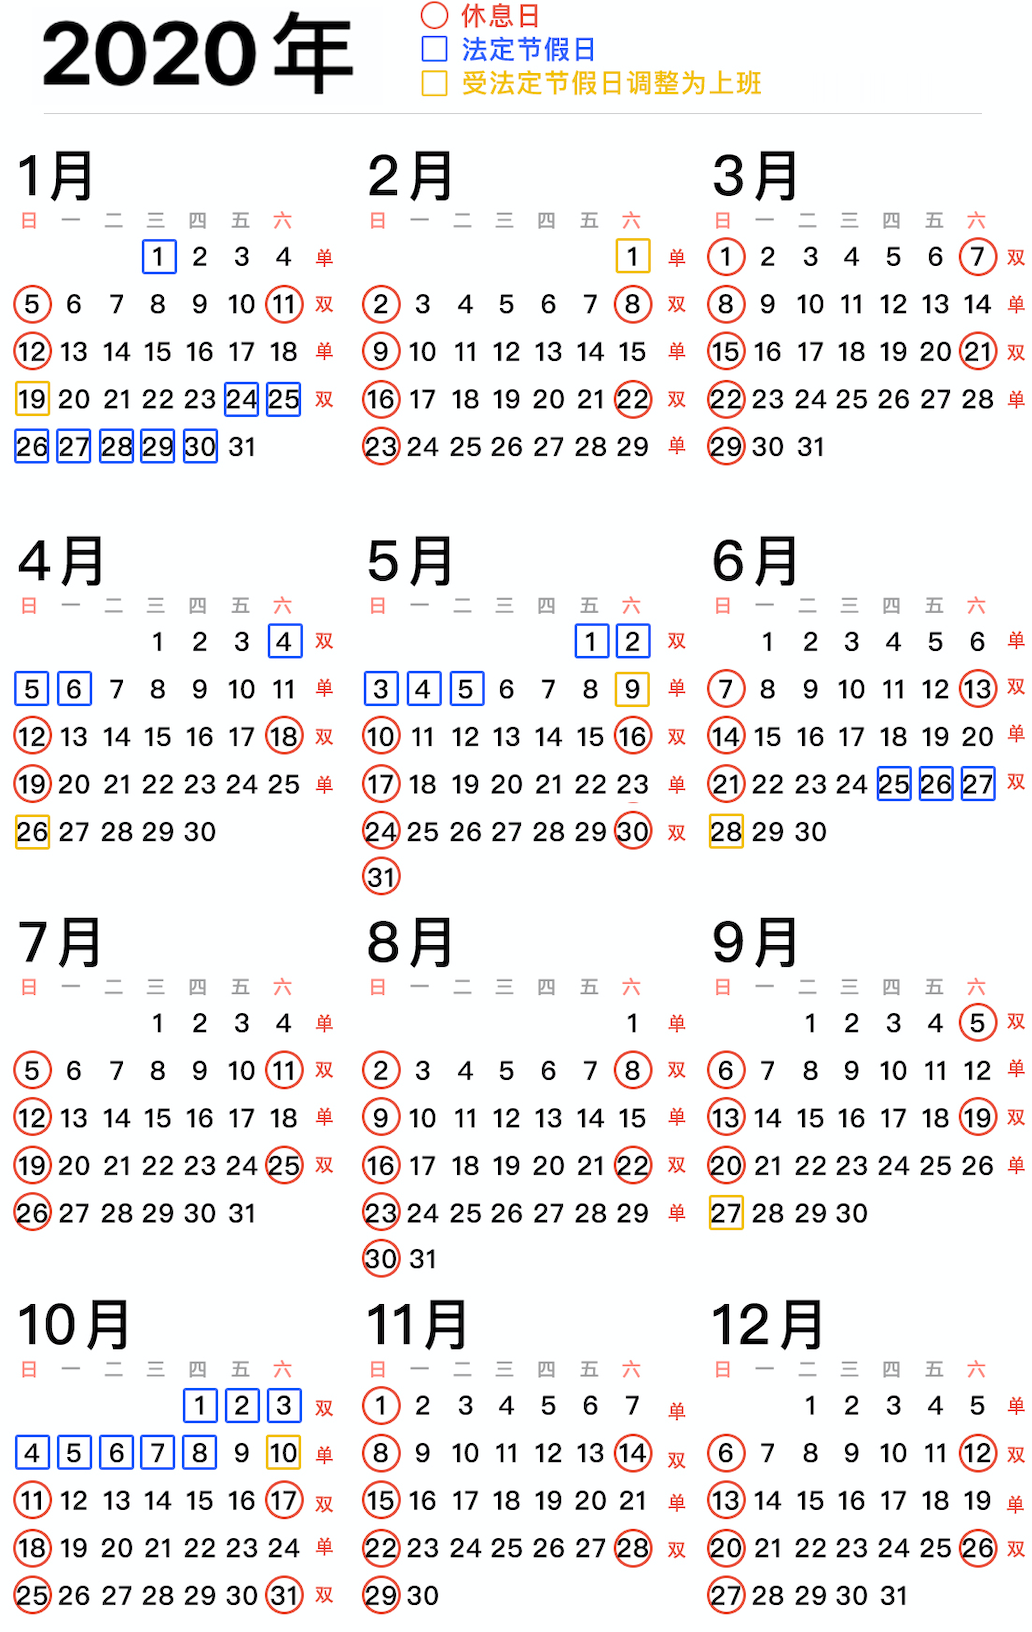 2020年
休息日
法定节假日
受法定节假日调整为上班
1月
日 一 二 三 四 五 六
1 2 3 4 单
5 6 7 8 9 10 11 双
12 13 14 15 16 17 18 单
19 20 21 22 23 24 25 双
26 27 28 29 30 31
2月
日 一 二 三 四 五 六
1 单
2 3 4 5 6 7 8 双
9 10 11 12 13 14 15 单
16 17 18 19 20 21 22 双
23 24 25 26 27 28 29 单
3月
日 一 二 三 四 五 六
1 2 3 4 5 6 7 双
8 9 10 11 12 13 14 单
15 16 17 18 19 20 21 双
22 23 24 25 26 27 28 单
29 30 31
4月
日 一 二 三 四 五 六
1 2 3 4 双
5 6 7 8 9 10 11 单
12 13 14 15 16 17 18 双
19 20 21 22 23 24 25 单
26 27 28 29 30
5月
日 一 二 三 四 五 六
1 2 双
3 4 5 6 7 8 9 单
10 11 12 13 14 15 16 双
17 18 19 20 21 22 23 单
24 25 26 27 28 29 30 双
31
6月
日 一 二 三 四 五 六
1 2 3 4 5 6 单
7 8 9 10 11 12 13 双
14 15 16 17 18 19 20 单
21 22 23 24 25 26 27 双
28 29 30
7月
日 一 二 三 四 五 六
1 2 3 4 单
5 6 7 8 9 10 11 双
12 13 14 15 16 17 18 单
19 20 21 22 23 24 25 双
26 27 28 29 30 31
8月
日 一 二 三 四 五 六
1 单
2 3 4 5 6 7 8 双
9 10 11 12 13 14 15 单
16 17 18 19 20 21 22 双
23 24 25 26 27 28 29 单
30 31
9月
日 一 二 三 四 五 六
1 2 3 4 5 双
6 7 8 9 10 11 12 单
13 14 15 16 17 18 19 双
20 21 22 23 24 25 26 单
27 28 29 30
10月
日 一 二 三 四 五 六
1 2 3 双
4 5 6 7 8 9 10 单
11 12 13 14 15 16 17 双
18 19 20 21 22 23 24 单
25 26 27 28 29 30 31 双
11月
日 一 二 三 四 五 六
1 2 3 4 5 6 7 单
8 9 10 11 12 13 14 双
15 16 17 18 19 20 21 单
22 23 24 25 26 27 28 双
29 30
12月
日 一 二 三 四 五 六
1 2 3 4 5 单
6 7 8 9 10 11 12 双
13 14 15 16 17 18 19 单
20 21 22 23 24 25 26 双
27 28 29 30 31